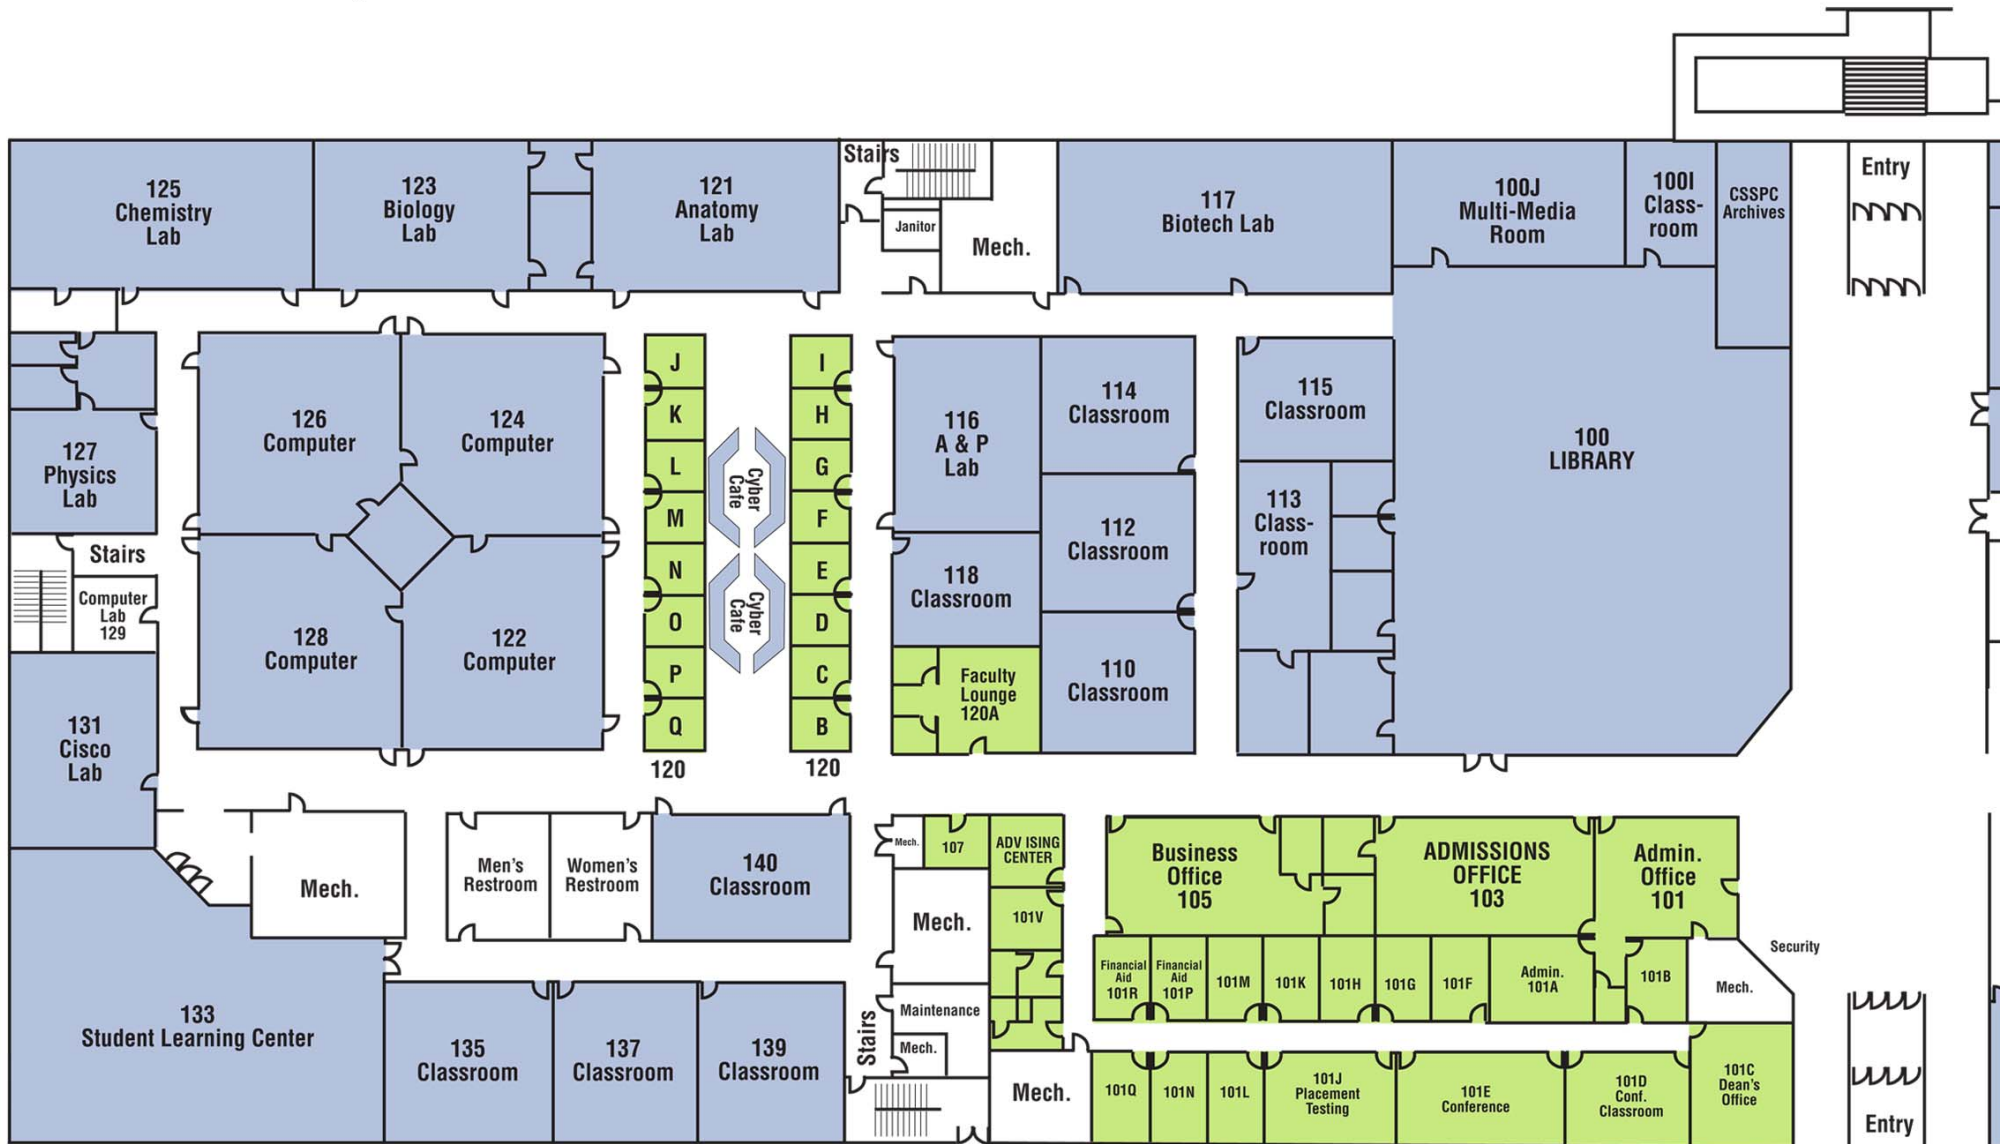 125
Chemistry
Lab
123
Biology
Lab
121
Anatomy
Lab
Stairs
Janitor
Mech.
117
Biotech Lab
100J
Multi-Media
Room
100I
Class-
room
CSSPC
Archives
Entry
127
Physics
Lab
126
Computer
124
Computer
J
K
L
M
N
O
P
Q
120
Cyber
Cafe
Cyber
Cafe
I
H
G
F
E
D
C
B
120
116
A & P
Lab
114
Classroom
112
Classroom
118
Classroom
110
Classroom
Faculty
Lounge
120A
115
Classroom
113
Class-
room
100
LIBRARY
Stairs
Computer
Lab
129
128
Computer
122
Computer
131
Cisco
Lab
Mech.
Men's
Restroom
Women's
Restroom
140
Classroom
Mech.
107
ADV ISING
CENTER
Mech.
101V
Business
Office
105
ADMISSIONS
OFFICE
103
Admin.
Office
101
Security
Financial
Aid
101R
Financial
Aid
101P
101M
101K
101H
101G
101F
Admin.
101A
101B
Mech.
133
Student Learning Center
135
Classroom
137
Classroom
139
Classroom
Stairs
Maintenance
Mech.
Mech.
101Q
101N
101L
101J
Placement
Testing
101E
Conference
101D
Conf.
Classroom
101C
Dean's
Office
Entry